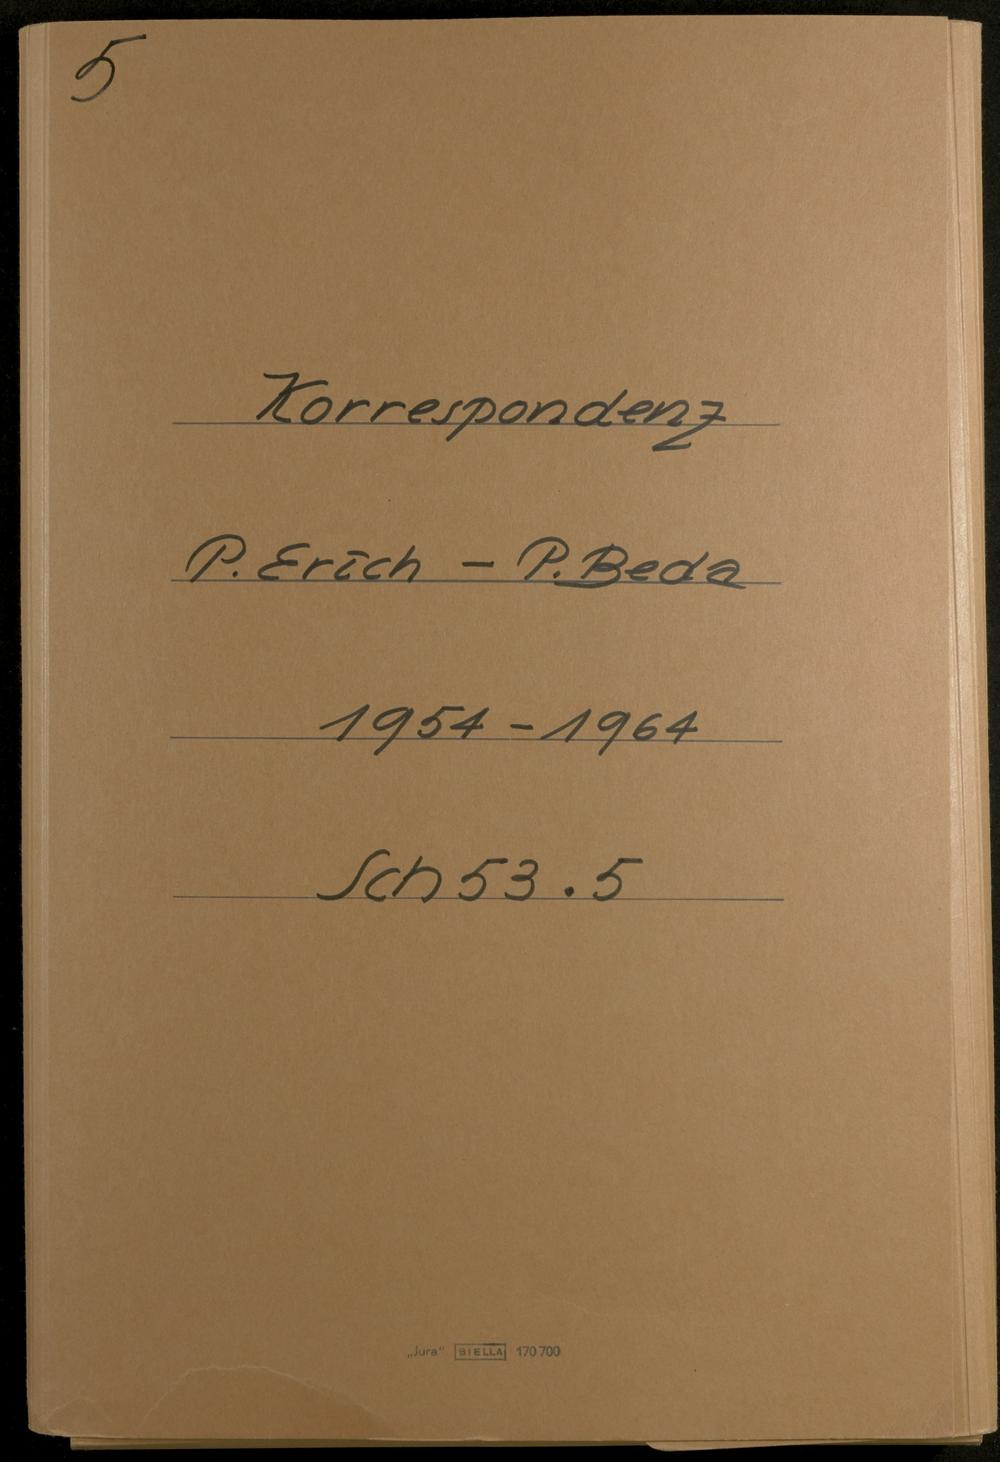 5
Korrespondenz
P. Erich - P. Beda
1954 - 1964
Sch 53.5
„Jura“ BIELLA 170 700